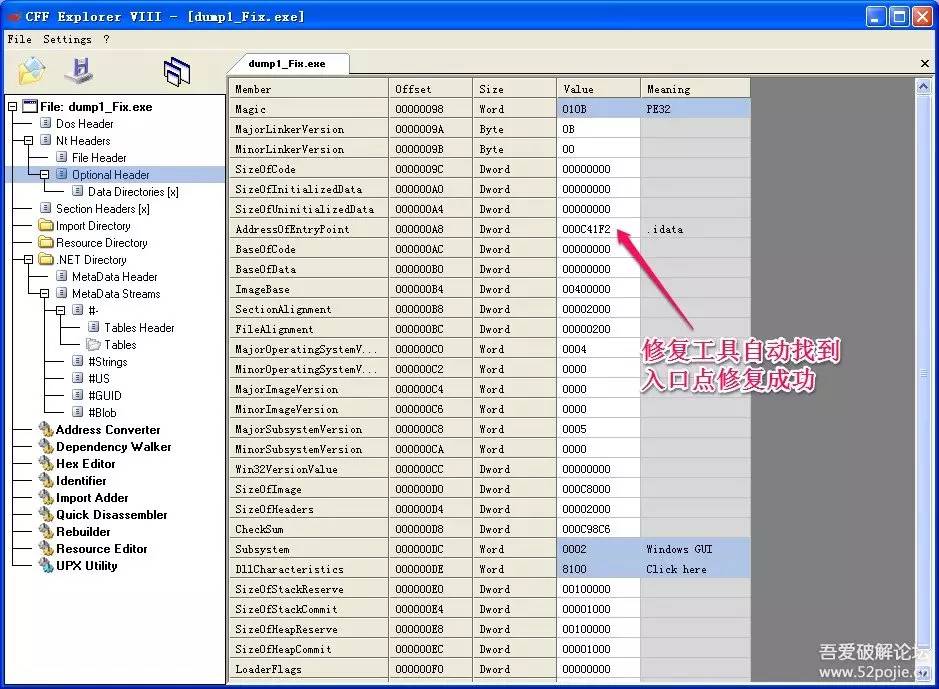 CFF Explorer VIII - [dump1_Fix.exe]
File Settings ?
dump1_Fix.exe
File: dump1_Fix.exe
Dos Header
Nt Headers
File Header
Optional Header
Data Directories [x]
Section Headers [x]
Import Directory
Resource Directory
.NET Directory
MetaData Header
MetaData Streams
#-
Tables Header
Tables
#Strings
#US
#GUID
#Blob
Address Converter
Dependency Walker
Hex Editor
Identifier
Import Adder
Quick Disassembler
Rebuilder
Resource Editor
UPX Utility
Member Offset Size Value Meaning
Magic 00000098 Word 010B PE32
MajorLinkerVersion 0000009A Byte 0B
MinorLinkerVersion 0000009B Byte 00
SizeOfCode 0000009C Dword 00000000
SizeOfInitializedData 000000A0 Dword 00000000
SizeOfUninitializedData 000000A4 Dword 00000000
AddressOfEntryPoint 000000A8 Dword 000C41F2 .idata
BaseOfCode 000000AC Dword 00000000
BaseOfData 000000B0 Dword 00000000
ImageBase 000000B4 Dword 00400000
SectionAlignment 000000B8 Dword 00002000
FileAlignment 000000BC Dword 00000200
MajorOperatingSystemV... 000000C0 Word 0004
MinorOperatingSystemV... 000000C2 Word 0000
MajorImageVersion 000000C4 Word 0000
MinorImageVersion 000000C6 Word 0000
MajorSubsystemVersion 000000C8 Word 0005
MinorSubsystemVersion 000000CA Word 0000
Win32VersionValue 000000CC Dword 00000000
SizeOfImage 000000D0 Dword 000C8000
SizeOfHeaders 000000D4 Dword 00002000
CheckSum 000000D8 Dword 000C98C6
Subsystem 000000DC Word 0002 Windows GUI
DllCharacteristics 000000DE Word 8100 Click here
SizeOfStackReserve 000000E0 Dword 00100000
SizeOfStackCommit 000000E4 Dword 00001000
SizeOfHeapReserve 000000E8 Dword 00100000
SizeOfHeapCommit 000000EC Dword 00001000
LoaderFlags 000000F0 Dword 00000000
修复工具自动找到
入口点修复成功
吾爱破解论坛
www.52pojie.c